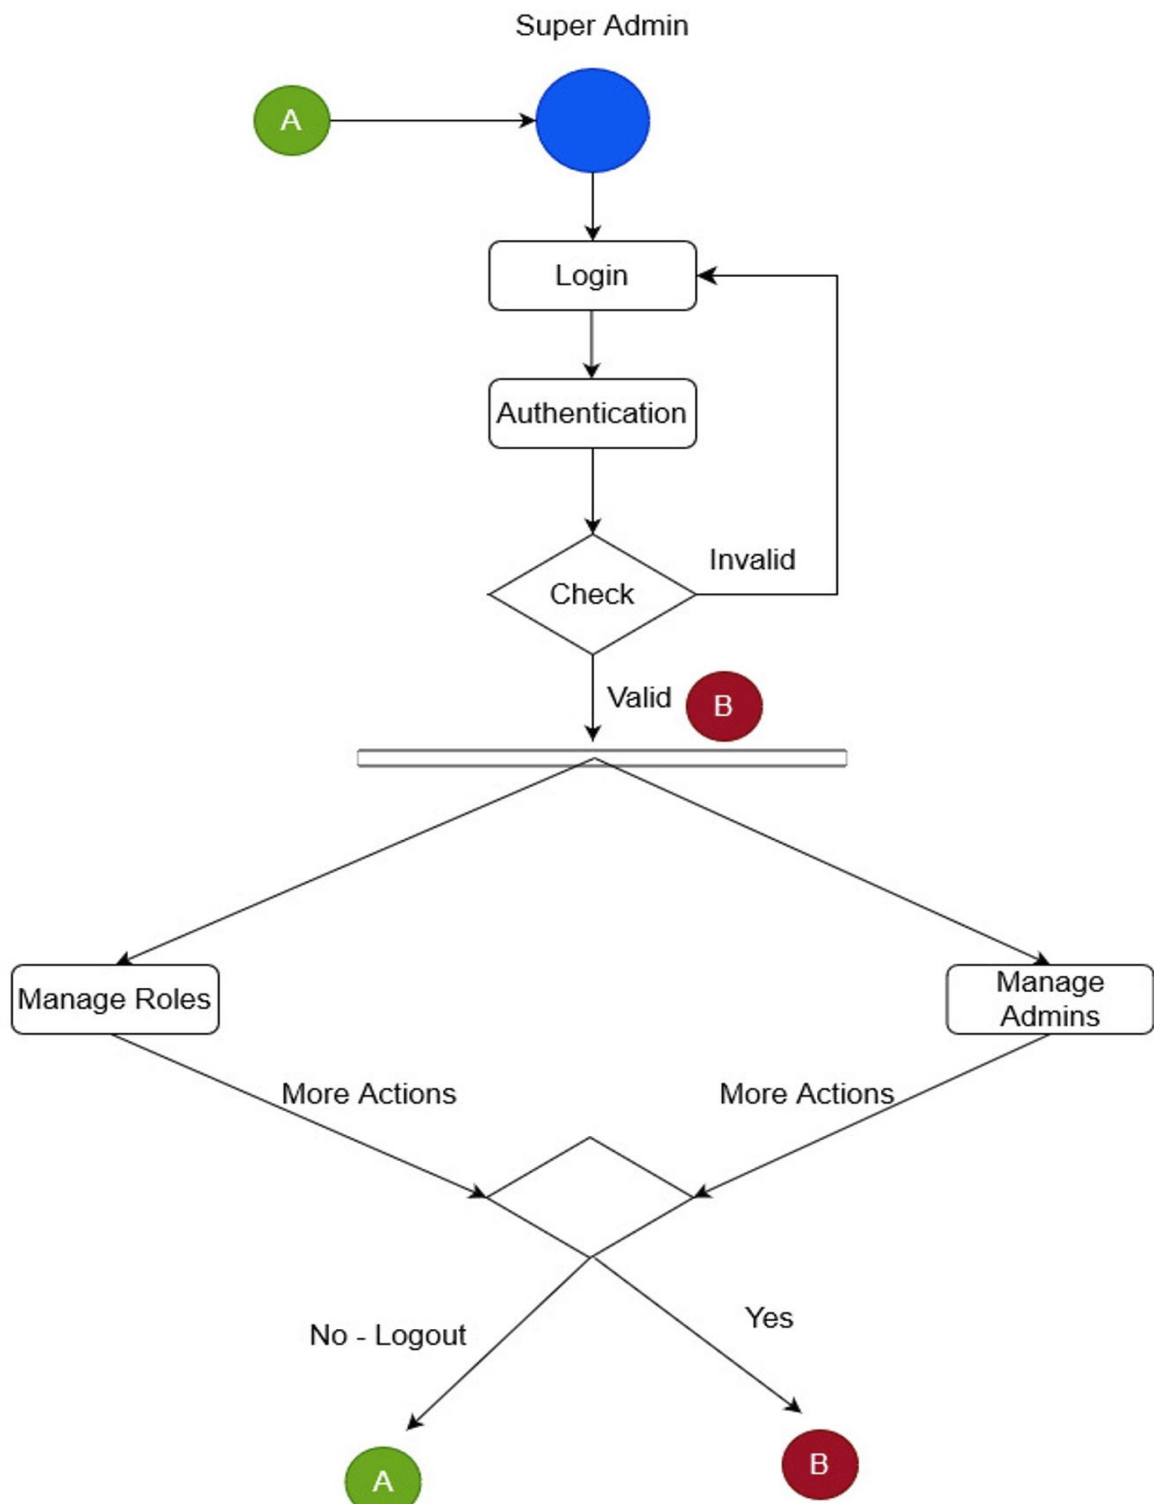 Super Admin
A
Login
Authentication
Check
Invalid
Valid
B
Manage Roles
Manage
Admins
More Actions
More Actions
No - Logout
Yes
A
B